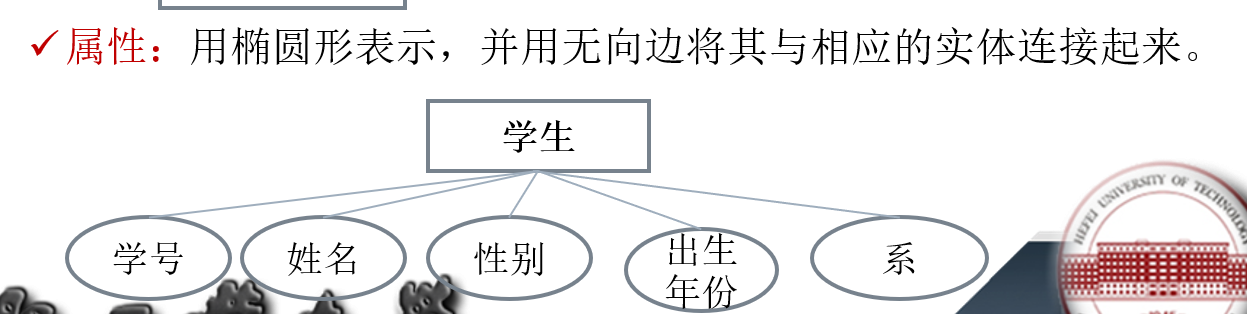 ✓属性：用椭圆形表示，并用无向边将其与相应的实体连接起来。
学生
学号
姓名
性别
出生
年份
系
HEFEI UNIVERSITY OF TECHNOLOGY